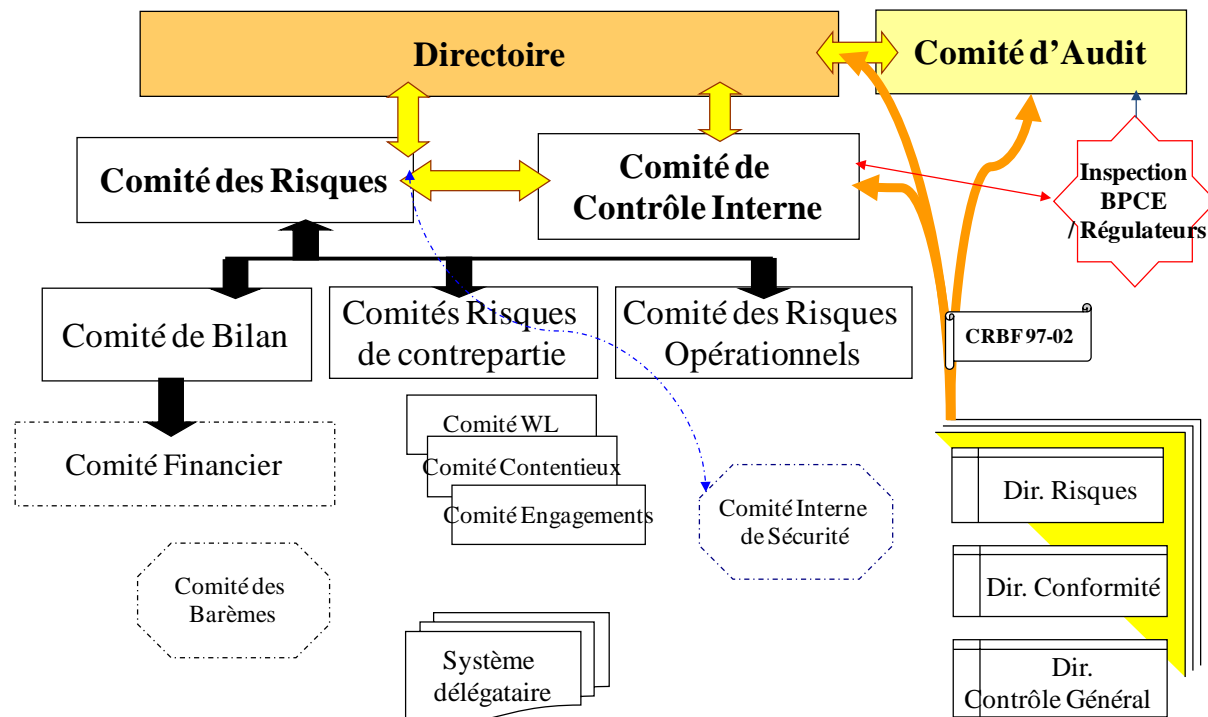 Directoire
Comité d'Audit
Comité des Risques
Comité de
Contrôle Interne
Inspection
BPCE
/ Régulateurs
Comité de Bilan
Comités Risques
de contrepartie
Comité des Risques
Opérationnels
CRBF 97-02
Comité Financier
Comité WL
Comité Contentieux
Comité Engagements
Comité Interne
de Sécurité
Dir. Risques
Comité des
Barèmes
Dir. Conformité
Système
délégataire
Dir.
Contrôle Général